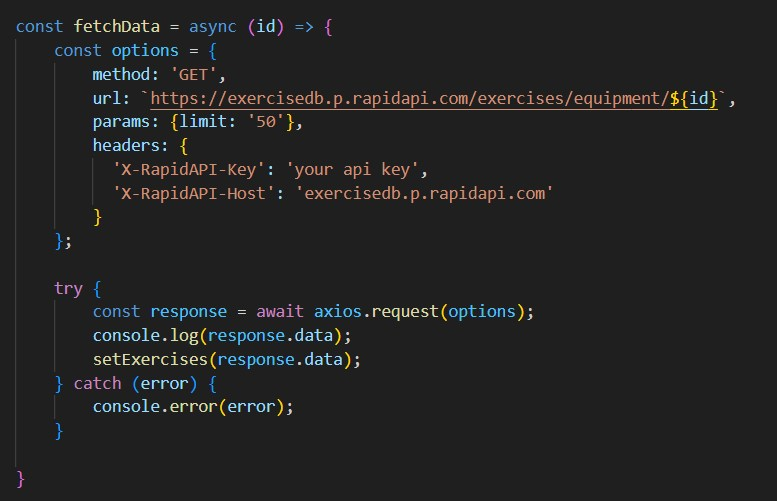 const fetchData = async (id) => {
    const options = {
        method: 'GET',
        url: `https://exercisedb.p.rapidapi.com/exercises/equipment/${id}`,
        params: {limit: '50'},
        headers: {
          'X-RapidAPI-Key': 'your api key',
          'X-RapidAPI-Host': 'exercisedb.p.rapidapi.com'
        }
    };

    try {
        const response = await axios.request(options);
        console.log(response.data);
        setExercises(response.data);
    } catch (error) {
        console.error(error);
    }

}